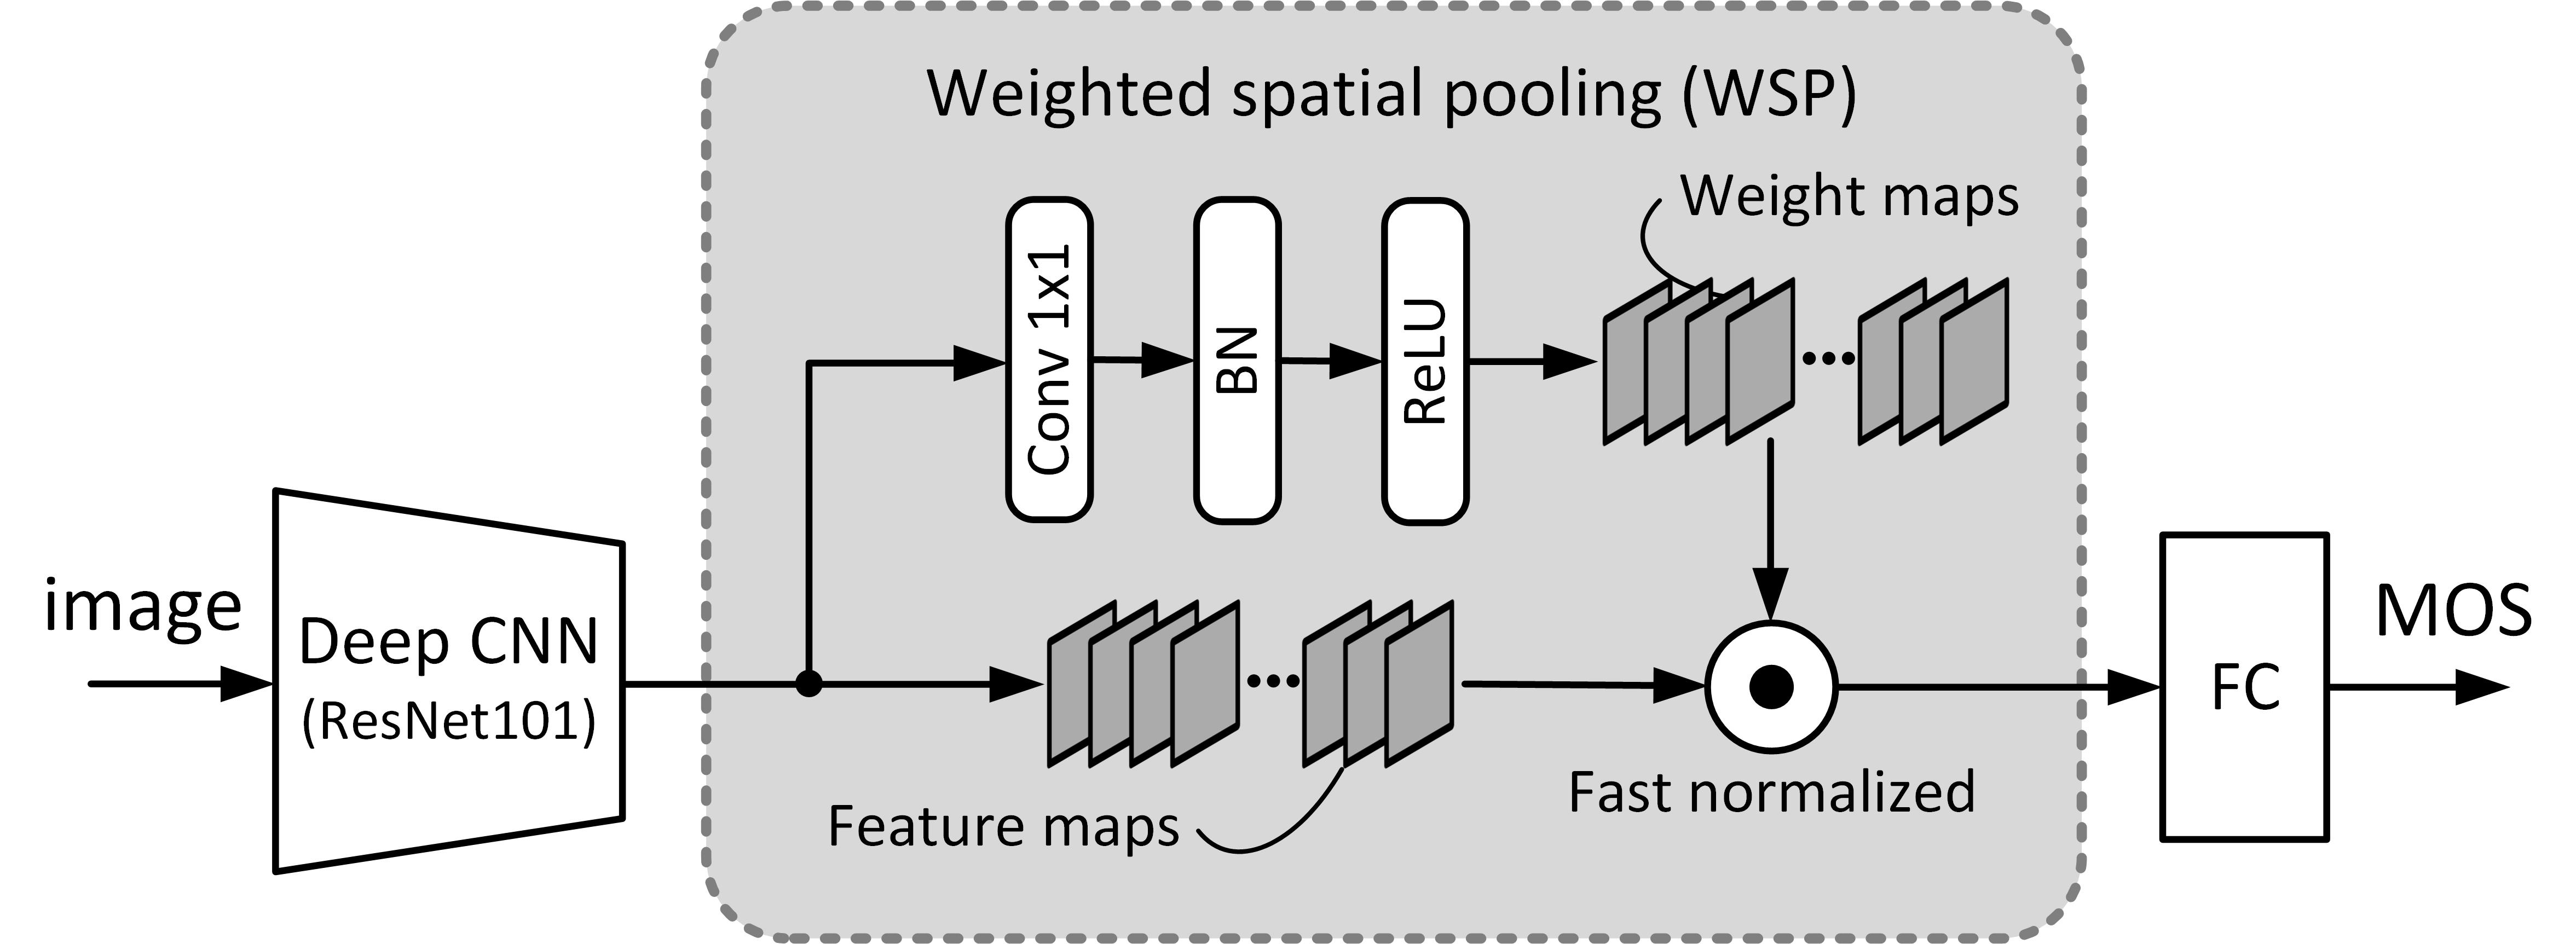 Weighted spatial pooling (WSP)
Weight maps
Conv 1x1
BN
ReLU
image
Deep CNN
(ResNet101)
Feature maps
Fast normalized
FC
MOS